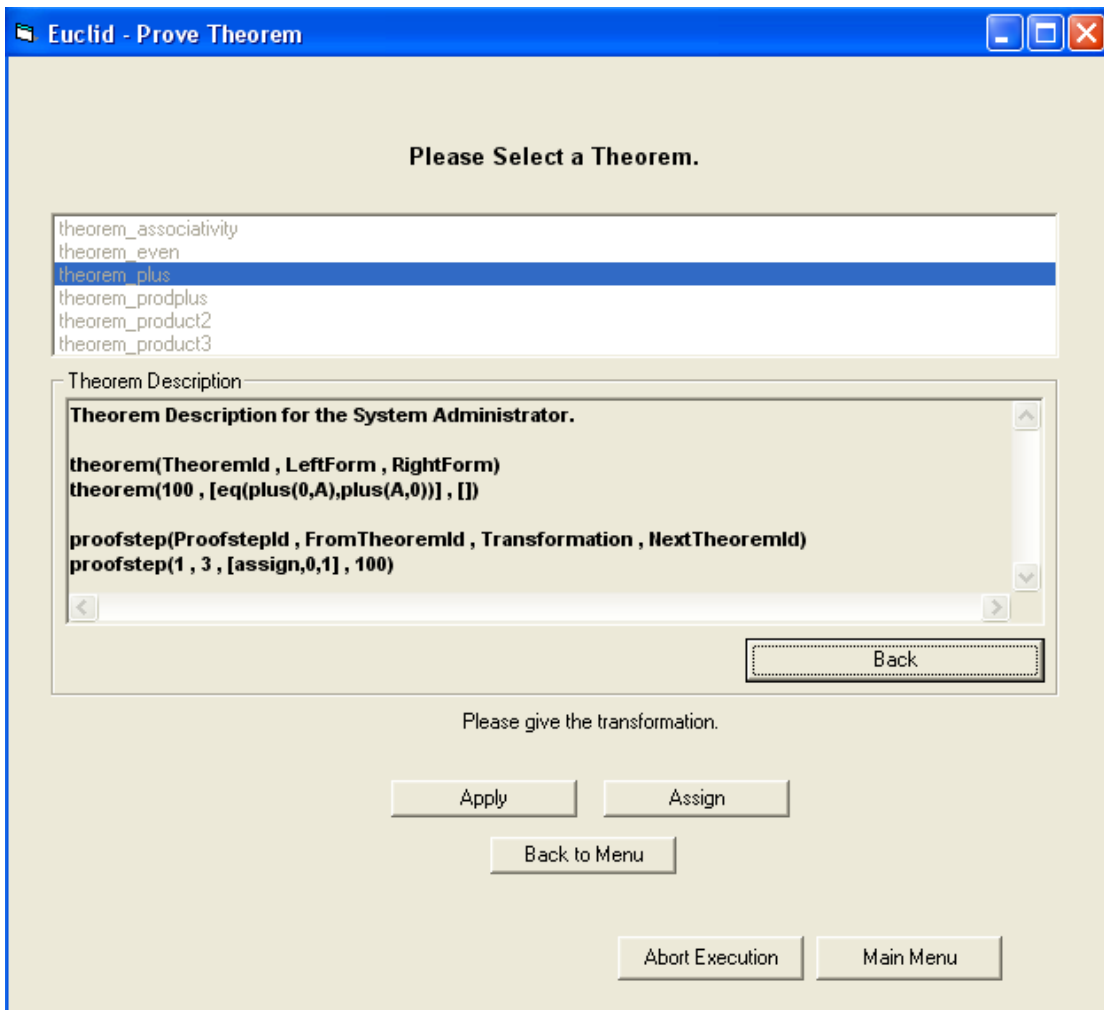 Euclid - Prove Theorem
Please Select a Theorem.
theorem_associativity
theorem_even
theorem_plus
theorem_prodplus
theorem_product2
theorem_product3
Theorem Description
Theorem Description for the System Administrator.
theorem(TheoremId , LeftForm , RightForm)
theorem(100 , [eq(plus(0,A),plus(A,0))] , [])
proofstep(ProofstepId , FromTheoremId , Transformation , NextTheoremId)
proofstep(1 , 3 , [assign,0,1] , 100)
Back
Please give the transformation.
Apply Assign
Back to Menu
Abort Execution Main Menu